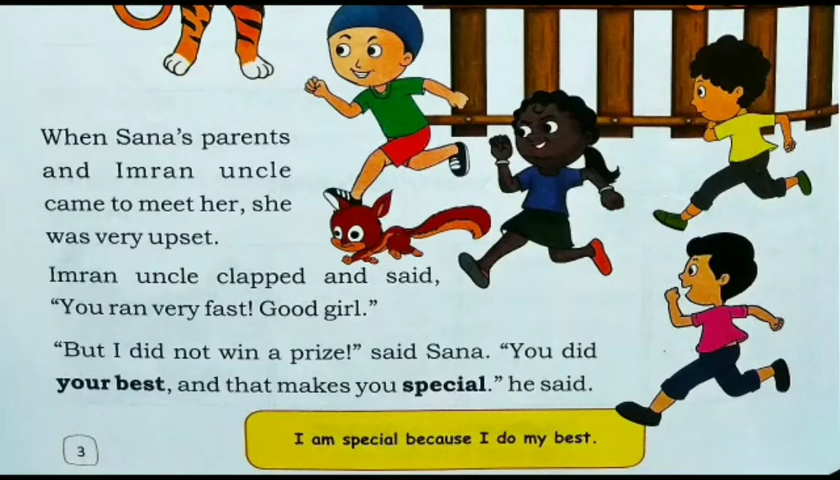 When Sana's parents
and Imran uncle
came to meet her, she
was very upset.
Imran uncle clapped and said,
“You ran very fast! Good girl.”
“But I did not win a prize!” said Sana. “You did
your best, and that makes you special.” he said.
I am special because I do my best.
3